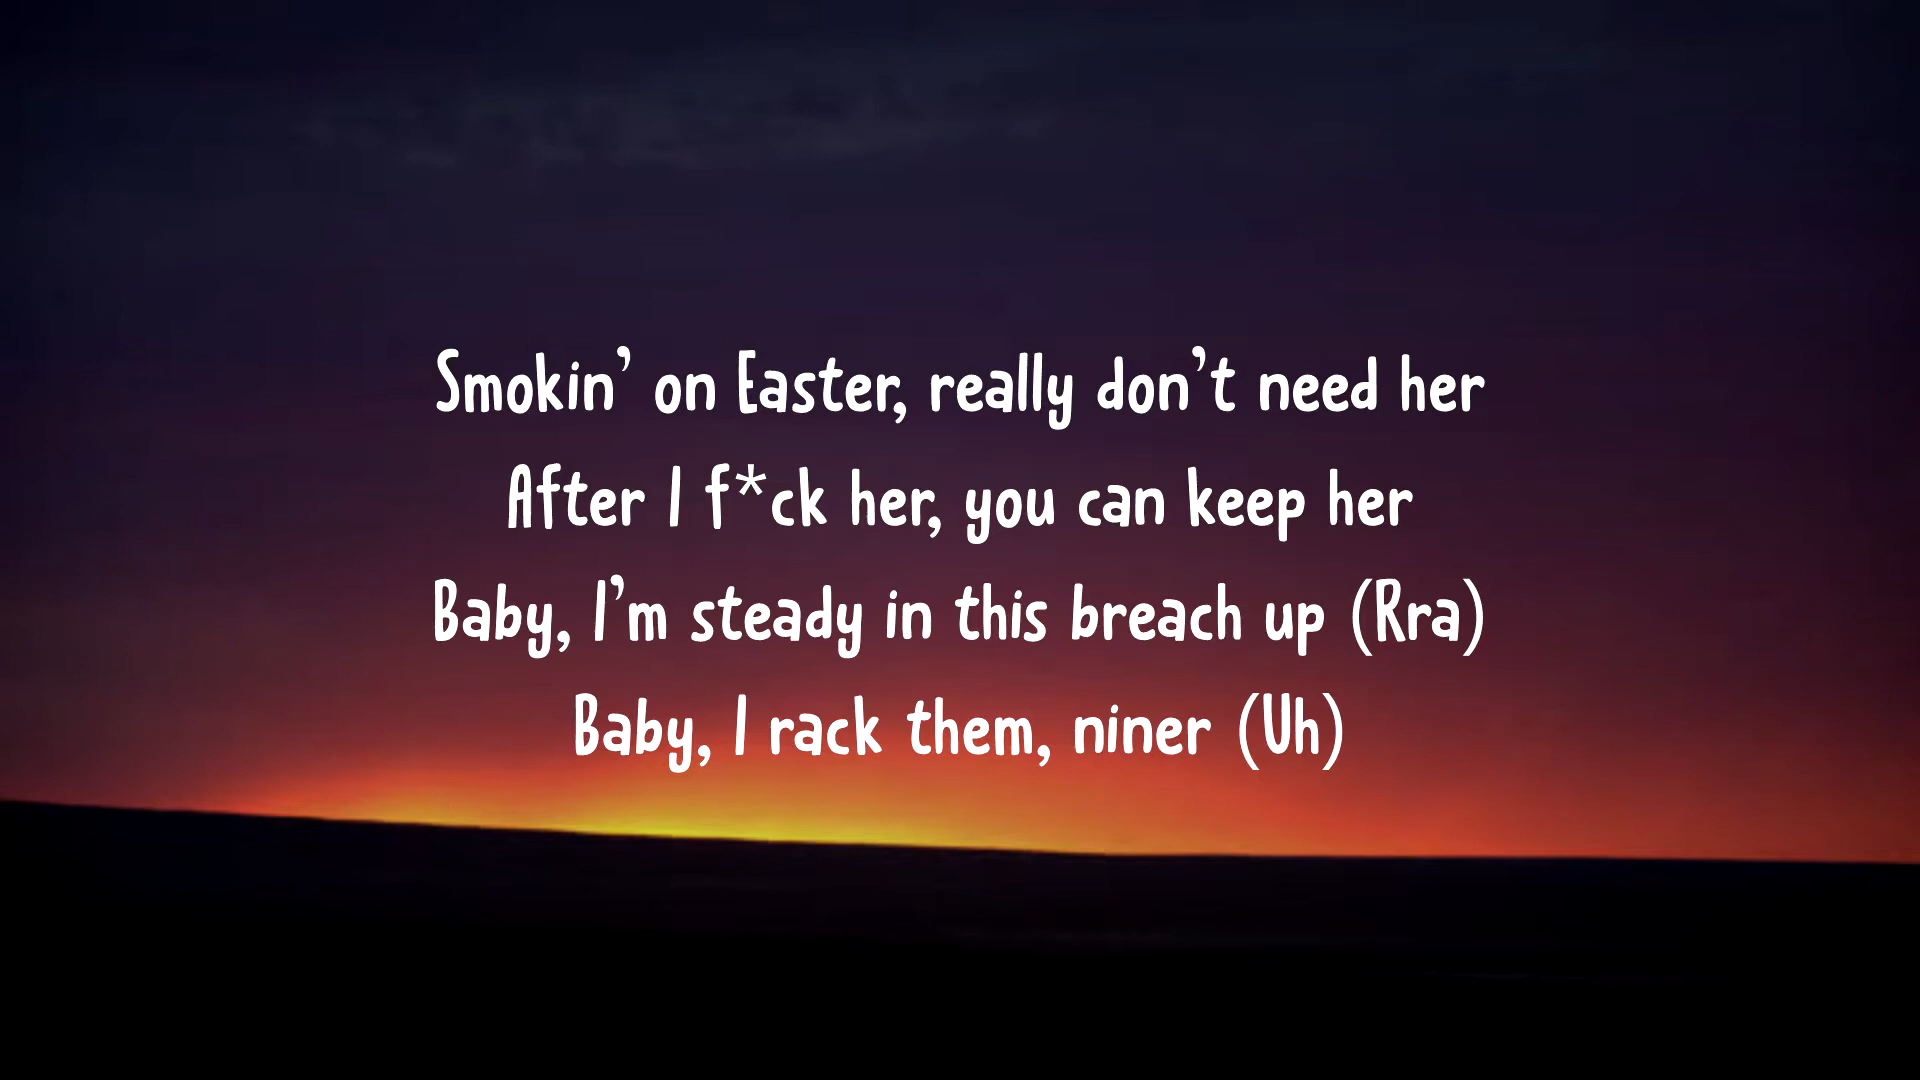 Smokin’ on Easter, really don’t need her
After I f*ck her, you can keep her
Baby, I’m steady in this breach up (Rra)
Baby, I rack them, niner (Uh)